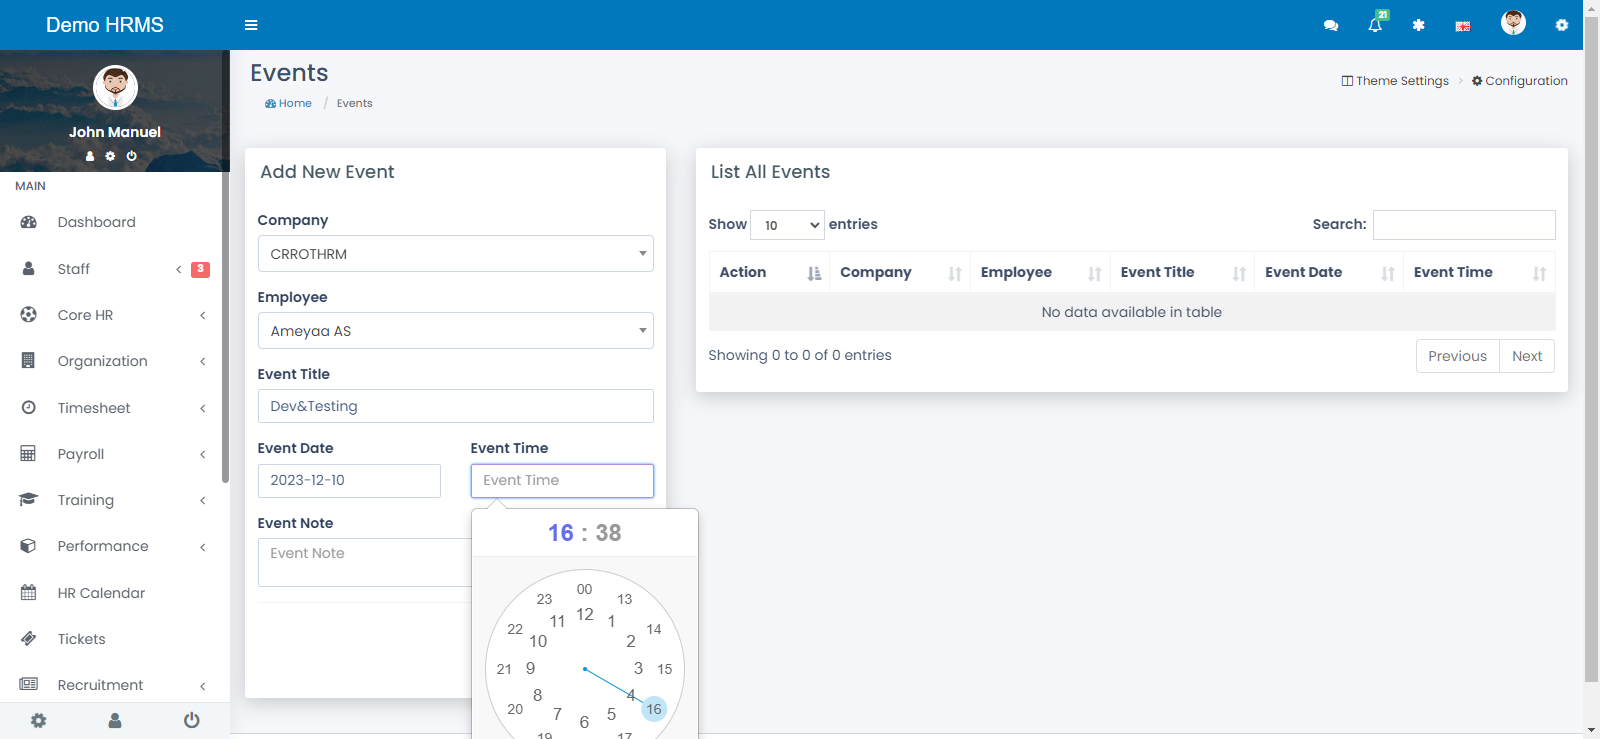 Demo HRMS
21
John Manuel
MAIN
Dashboard
Staff
3
Core HR
Organization
Timesheet
Payroll
Training
Performance
HR Calendar
Tickets
Recruitment
Events
Home / Events
Theme Settings > Configuration
Add New Event
Company
CRROTHRM
Employee
Ameyaa AS
Event Title
Dev&Testing
Event Date Event Time
2023-12-10 Event Time
Event Note
Event Note
16 : 38
00
23 13
12
11 1
22 14
10 2
21 9 3 15
8 4
20 16
7 5
6
19 17
List All Events
Show 10 entries
Search:
Action Company Employee Event Title Event Date Event Time
No data available in table
Showing 0 to 0 of 0 entries
Previous Next